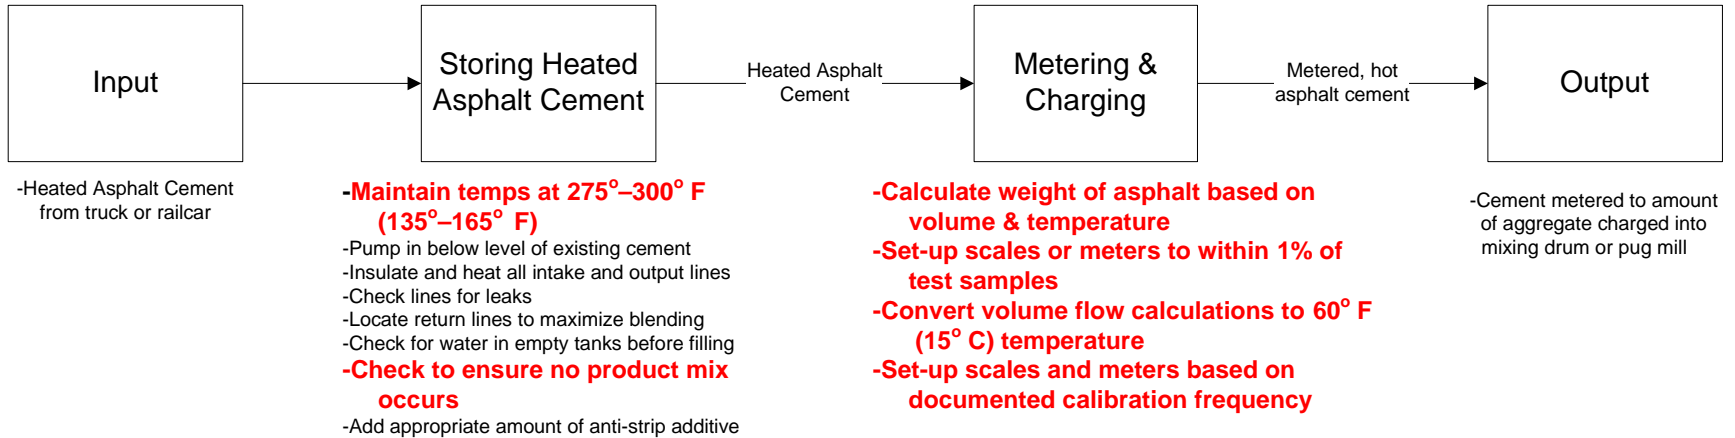 Input
Storing Heated
Asphalt Cement
Heated Asphalt
Cement
Metering &
Charging
Metered, hot
asphalt cement
Output
-Heated Asphalt Cement
from truck or railcar
-Maintain temps at 275°–300° F
(135°–165° F)
-Pump in below level of existing cement
-Insulate and heat all intake and output lines
-Check lines for leaks
-Locate return lines to maximize blending
-Check for water in empty tanks before filling
-Check to ensure no product mix
occurs
-Add appropriate amount of anti-strip additive
-Calculate weight of asphalt based on
volume & temperature
-Set-up scales or meters to within 1% of
test samples
-Convert volume flow calculations to 60° F
(15° C) temperature
-Set-up scales and meters based on
documented calibration frequency
-Cement metered to amount
of aggregate charged into
mixing drum or pug mill